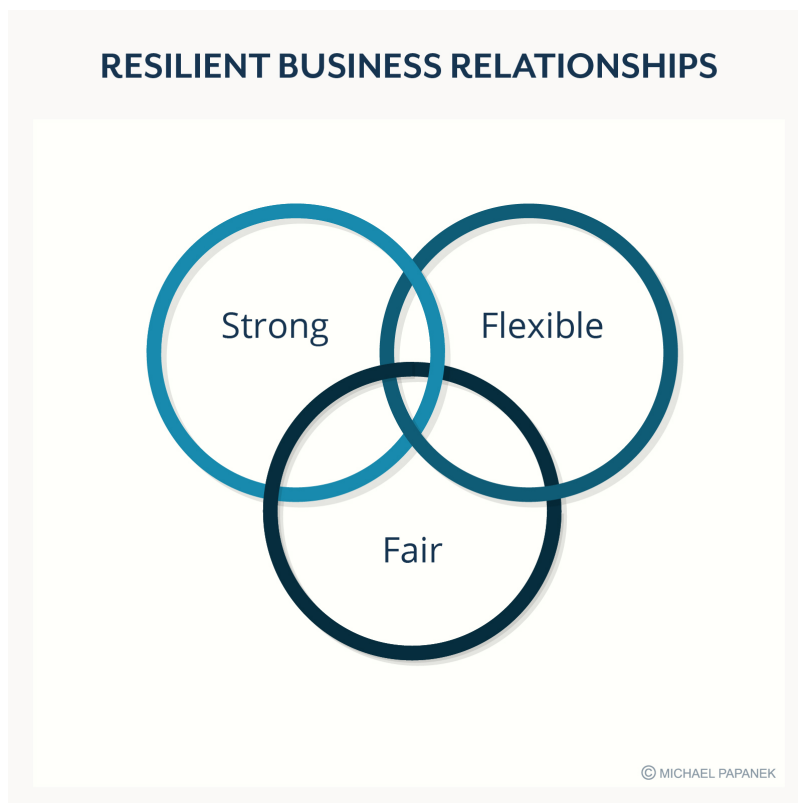 RESILIENT BUSINESS RELATIONSHIPS
Strong
Flexible
Fair
© MICHAEL PAPANEK